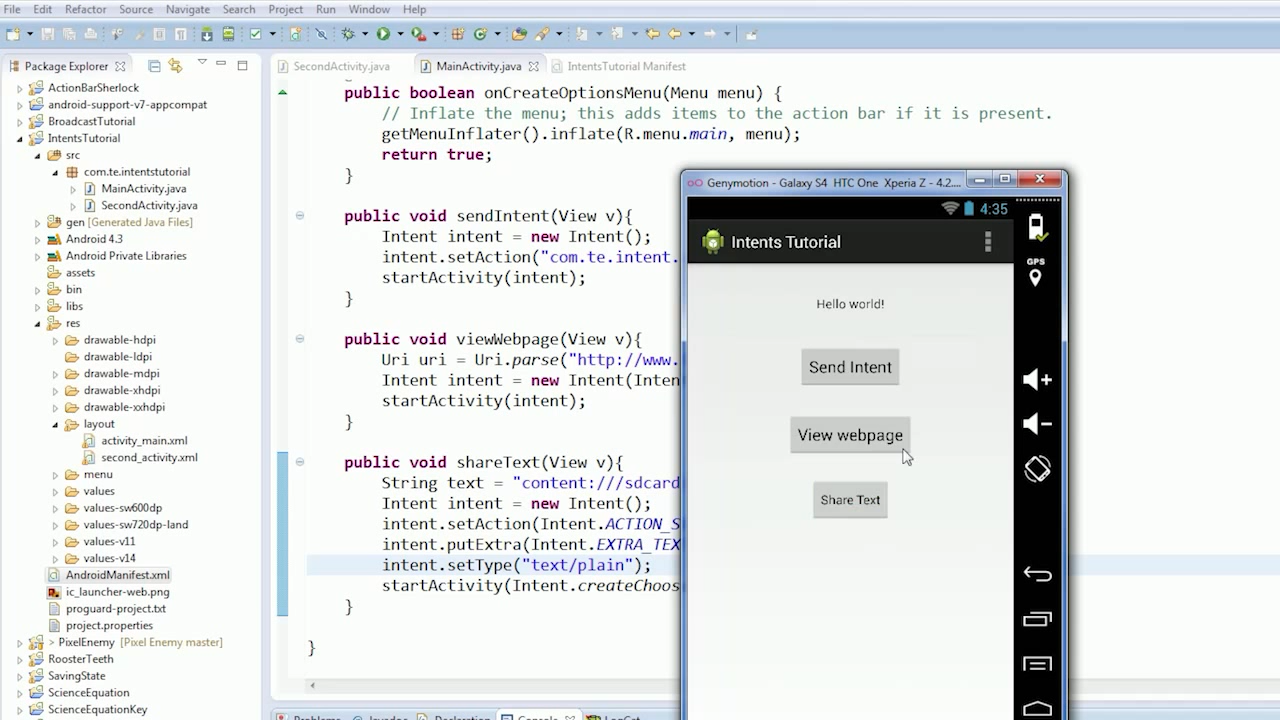 File Edit Refactor Source Navigate Search Project Run Window Help
Package Explorer
ActionBarSherlock
android-support-v7-appcompat
BroadcastTutorial
IntentsTutorial
src
com.te.intentstutorial
MainActivity.java
SecondActivity.java
gen [Generated Java Files]
Android 4.3
Android Private Libraries
assets
bin
libs
res
drawable-hdpi
drawable-ldpi
drawable-mdpi
drawable-xhdpi
drawable-xxhdpi
layout
activity_main.xml
second_activity.xml
menu
values
values-sw600dp
values-sw720dp-land
values-v11
values-v14
AndroidManifest.xml
ic_launcher-web.png
proguard-project.txt
project.properties
> PixelEnemy [Pixel Enemy master]
RoosterTeeth
SavingState
ScienceEquation
ScienceEquationKey
SecondActivity.java MainActivity.java IntentsTutorial Manifest
public boolean onCreateOptionsMenu(Menu menu) {
// Inflate the menu; this adds items to the action bar if it is present.
getMenuInflater().inflate(R.menu.main, menu);
return true;
}
public void sendIntent(View v){
Intent intent = new Intent();
intent.setAction("com.te.intent.
startActivity(intent);
}
public void viewWebpage(View v){
Uri uri = Uri.parse("http://www.
Intent intent = new Intent(Inten
startActivity(intent);
}
public void shareText(View v){
String text = "content:///sdcard
Intent intent = new Intent();
intent.setAction(Intent.ACTION_S
intent.putExtra(Intent.EXTRA_TEX
intent.setType("text/plain");
startActivity(Intent.createChoos
}
}
Problems Javadoc Declaration Console LogCat
Genymotion - Galaxy S4 HTC One Xperia Z - 4.2....
4:35
Intents Tutorial
Hello world!
Send Intent
View webpage
Share Text
GPS